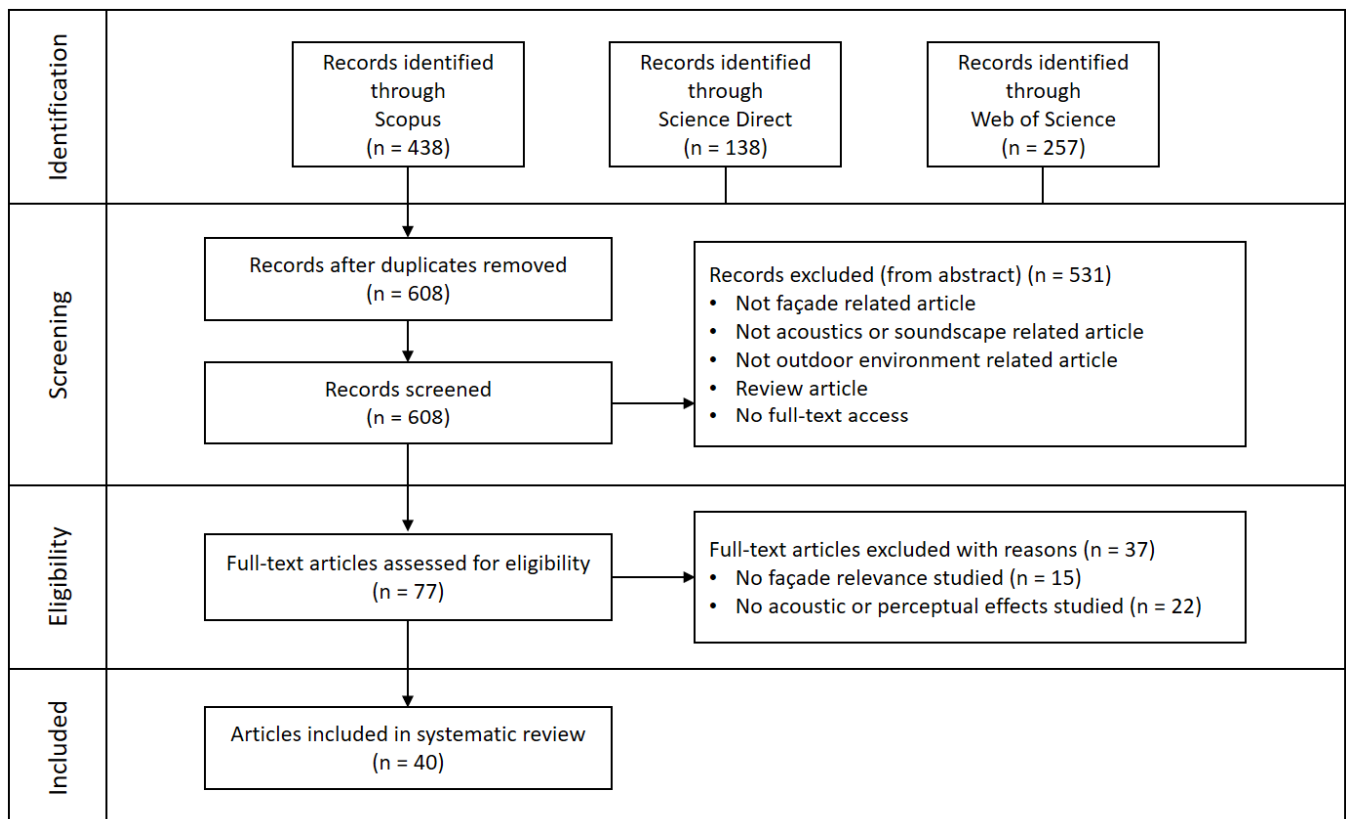 Identification
Records identified
through
Scopus
(n = 438)
Records identified
through
Science Direct
(n = 138)
Records identified
through
Web of Science
(n = 257)
Screening
Records after duplicates removed
(n = 608)
Records screened
(n = 608)
Records excluded (from abstract) (n = 531)
• Not façade related article
• Not acoustics or soundscape related article
• Not outdoor environment related article
• Review article
• No full-text access
Eligibility
Full-text articles assessed for eligibility
(n = 77)
Full-text articles excluded with reasons (n = 37)
• No façade relevance studied (n = 15)
• No acoustic or perceptual effects studied (n = 22)
Included
Articles included in systematic review
(n = 40)